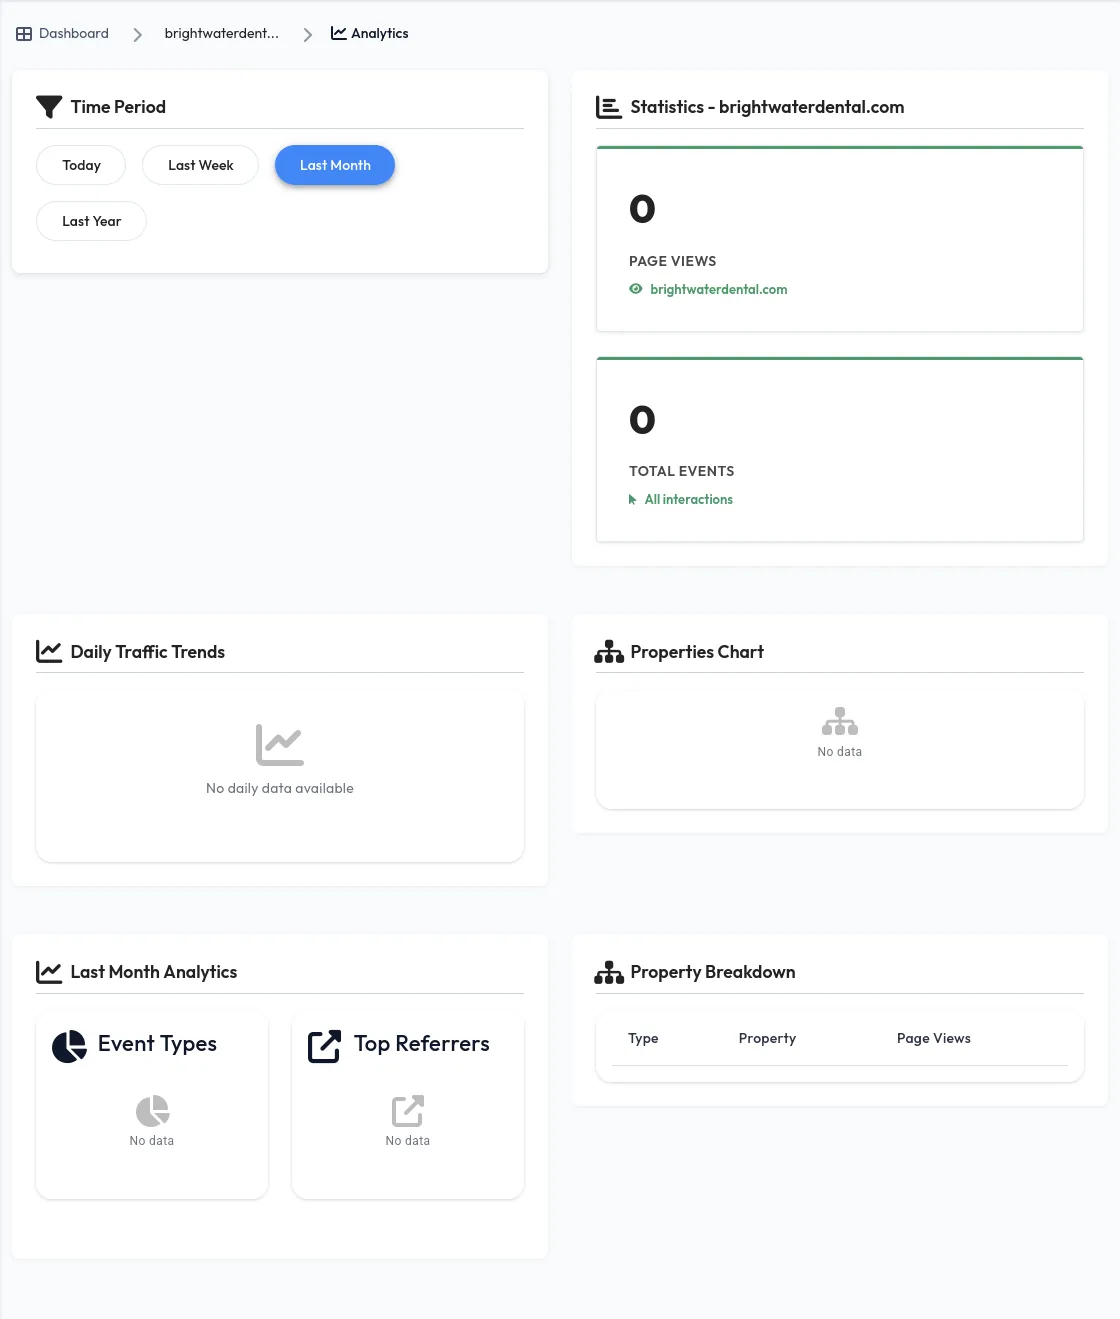 Dashboard
brightwaterdent...
Analytics
Time Period
Today
Last Week
Last Month
Last Year
Statistics - brightwaterdental.com
0
PAGE VIEWS
brightwaterdental.com
0
TOTAL EVENTS
All interactions
Daily Traffic Trends
No daily data available
Properties Chart
No data
Last Month Analytics
Event Types
No data
Top Referrers
No data
Property Breakdown
Type Property Page Views